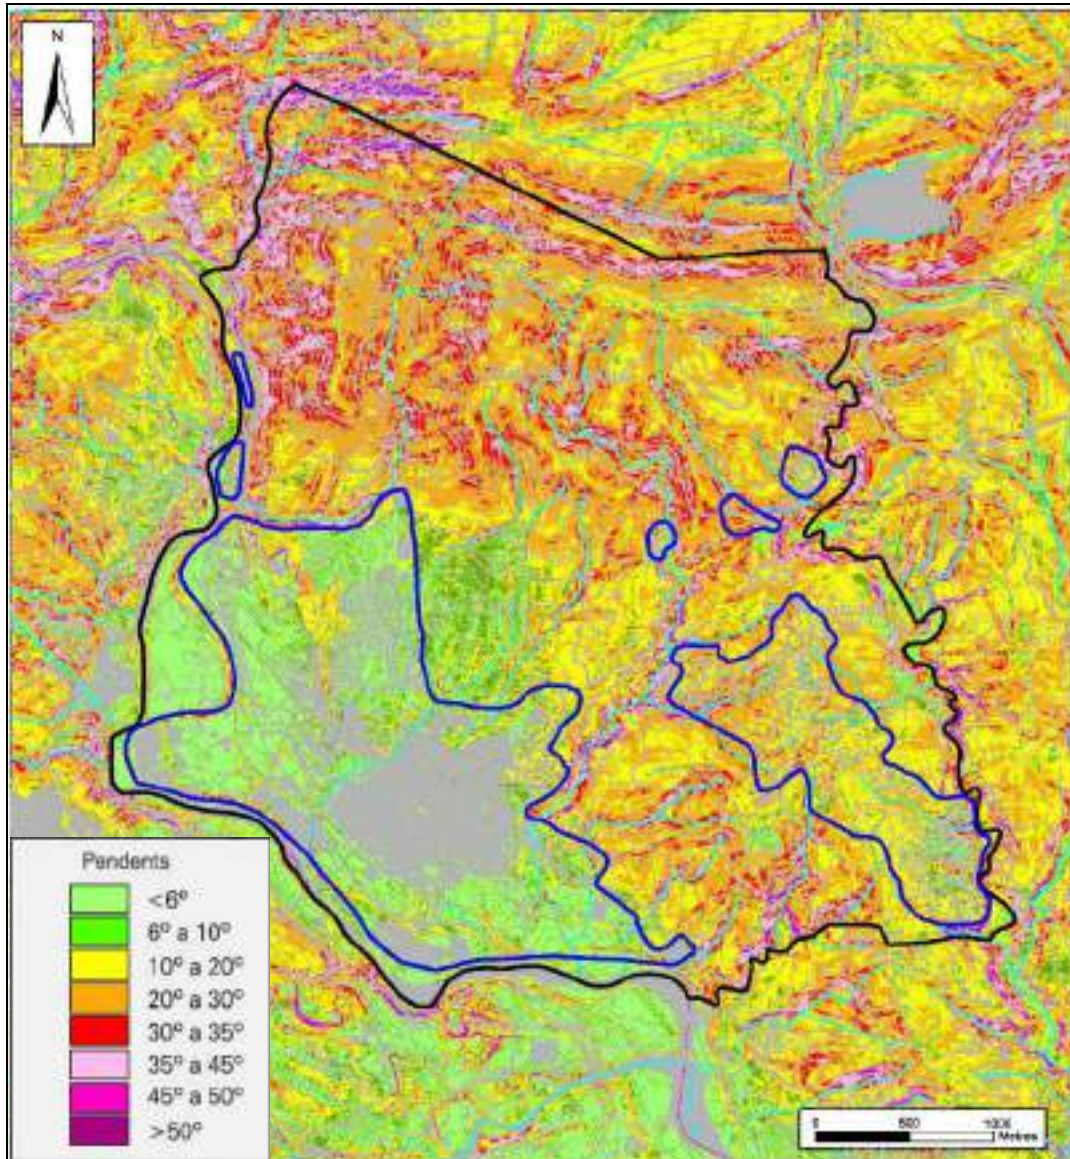 N
Pendents
<6º
6º a 10º
10º a 20º
20º a 30º
30º a 35º
35º a 45º
45º a 50º
>50º
0 500 1000
Metres